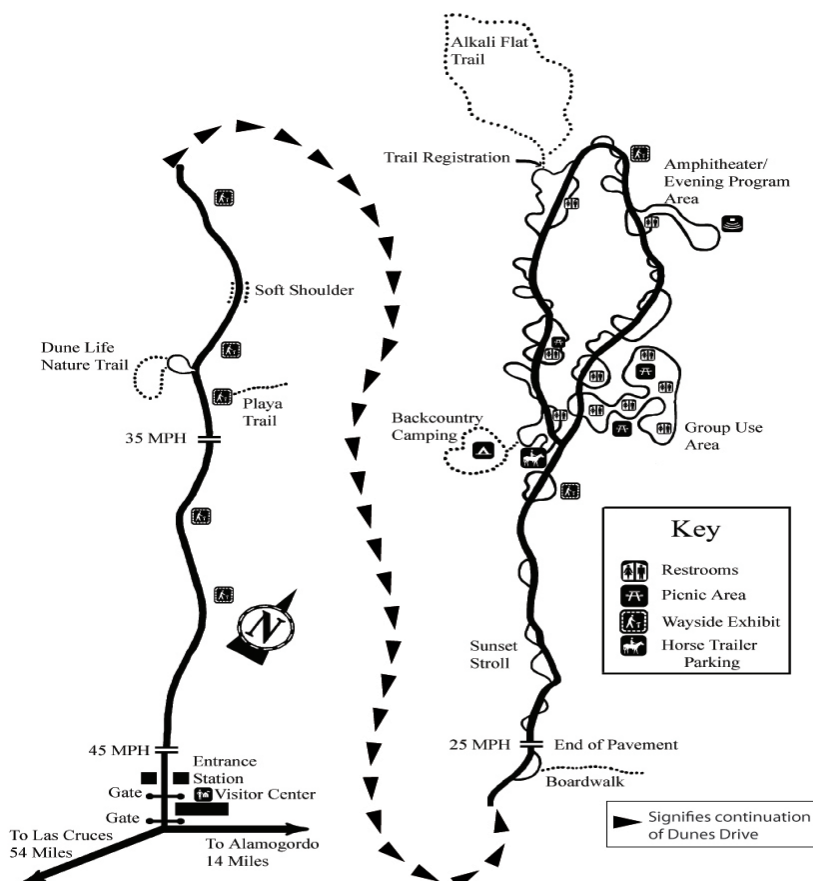 Alkali Flat
Trail
Trail Registration
Amphitheater/
Evening Program
Area
Soft Shoulder
Dune Life
Nature Trail
Playa
Trail
35 MPH
Backcountry
Camping
Group Use
Area
Key
Restrooms
Picnic Area
Wayside Exhibit
Horse Trailer
Parking
N
Sunset
Stroll
45 MPH
Entrance
Station
Gate
Visitor Center
Gate
To Las Cruces
54 Miles
To Alamogordo
14 Miles
25 MPH
End of Pavement
Boardwalk
Signifies continuation
of Dunes Drive